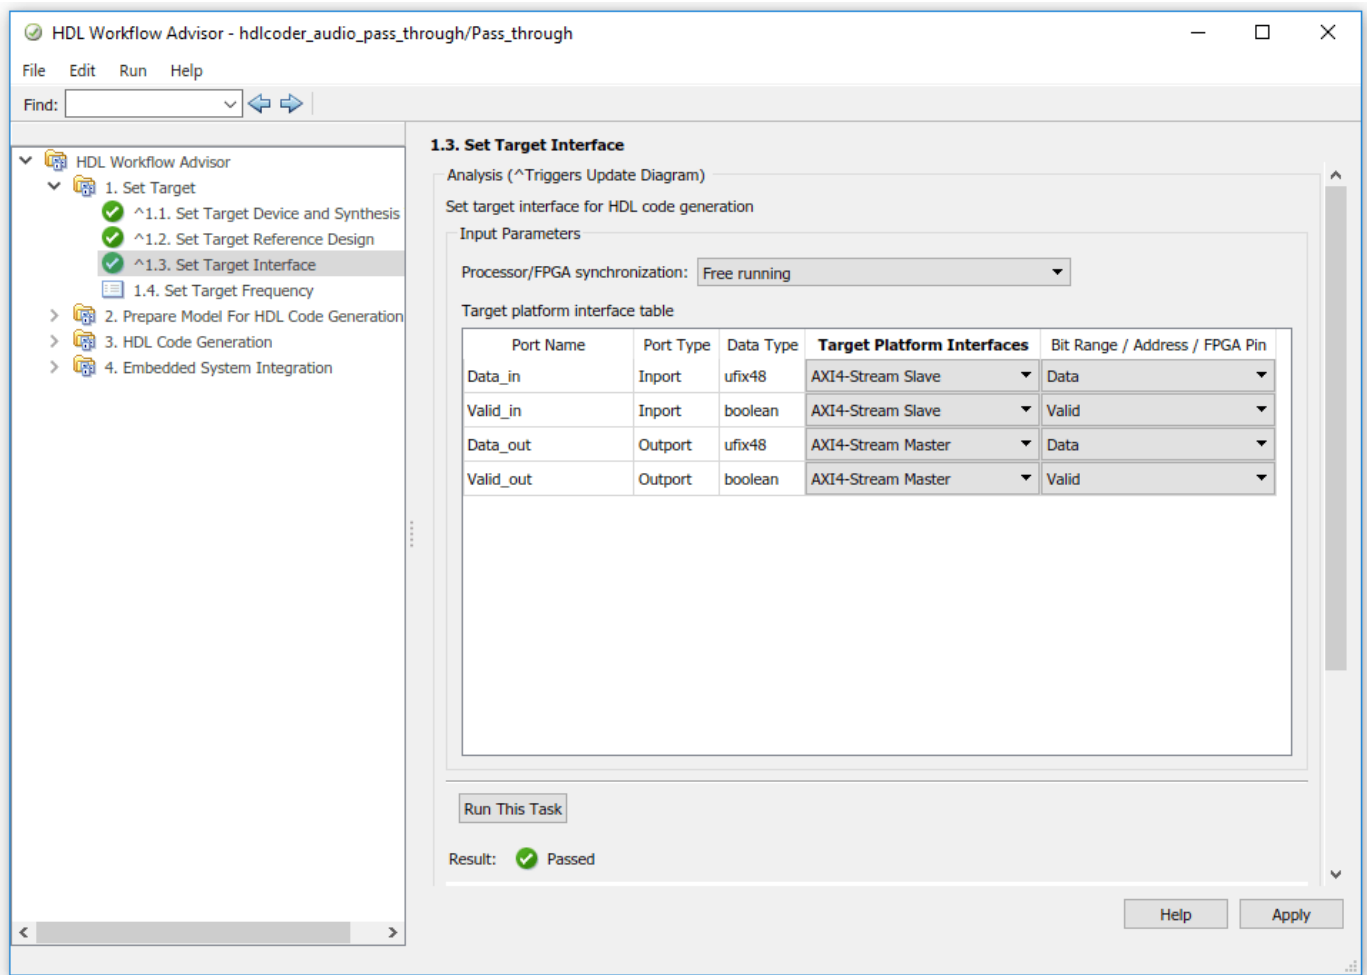 HDL Workflow Advisor - hdlcoder_audio_pass_through/Pass_through
File Edit Run Help
Find:
HDL Workflow Advisor
1. Set Target
^1.1. Set Target Device and Synthesis
^1.2. Set Target Reference Design
^1.3. Set Target Interface
1.4. Set Target Frequency
2. Prepare Model For HDL Code Generation
3. HDL Code Generation
4. Embedded System Integration
1.3. Set Target Interface
Analysis (^Triggers Update Diagram)
Set target interface for HDL code generation
Input Parameters
Processor/FPGA synchronization: Free running
Target platform interface table
Port Name Port Type Data Type Target Platform Interfaces Bit Range / Address / FPGA Pin
Data_in Inport ufix48 AXI4-Stream Slave Data
Valid_in Inport boolean AXI4-Stream Slave Valid
Data_out Outport ufix48 AXI4-Stream Master Data
Valid_out Outport boolean AXI4-Stream Master Valid
Run This Task
Result: Passed
Help Apply